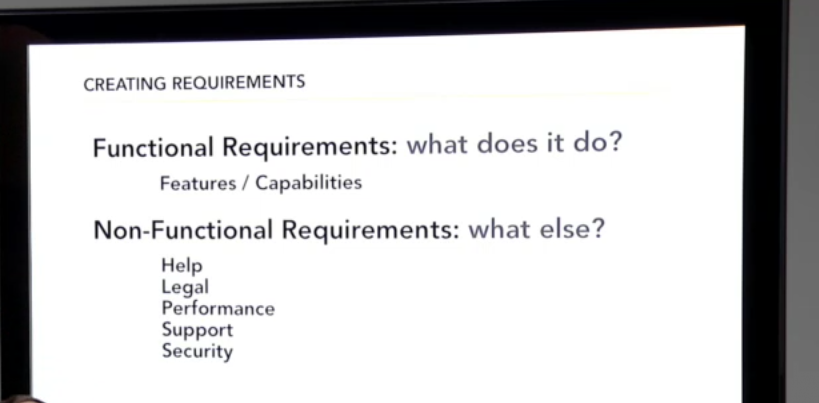 CREATING REQUIREMENTS
Functional Requirements: what does it do?
Features / Capabilities
Non-Functional Requirements: what else?
Help
Legal
Performance
Support
Security